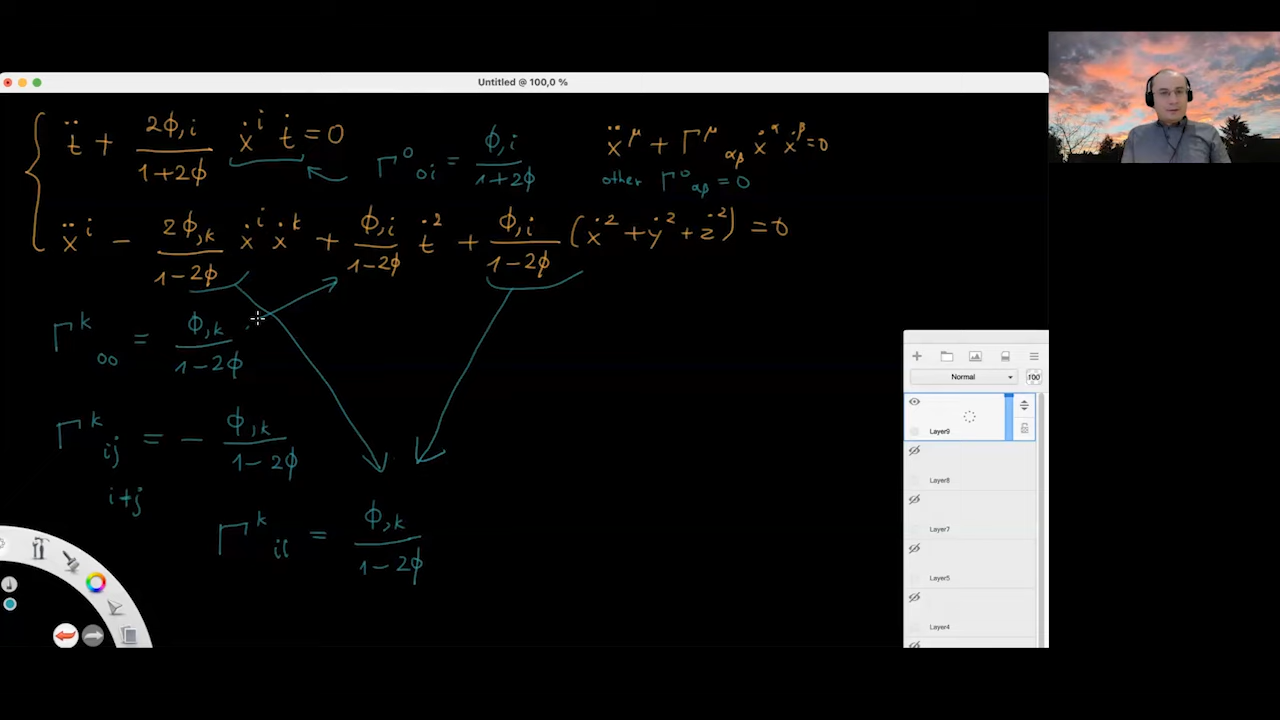 Untitled @ 100,0 %
ẗ + 2ϕ,i / 1+2ϕ ẋ^i ṫ = 0
Γ^0_0i = ϕ,i / 1+2ϕ
ẍ^μ + Γ^μ_αβ ẋ^α ẋ^β = 0
other Γ^0_αβ = 0
ẍ^i − 2ϕ,k / 1−2ϕ ẋ^i ẋ^k + ϕ,i / 1−2ϕ ṫ^2 + ϕ,i / 1−2ϕ (ẋ^2 + ẏ^2 + ż^2) = 0
Γ^k_00 = ϕ,k / 1−2ϕ
Γ^k_ij = − ϕ,k / 1−2ϕ
i≠j
Γ^k_ii = ϕ,k / 1−2ϕ
Normal
100
Layer9
Layer8
Layer7
Layer5
Layer4